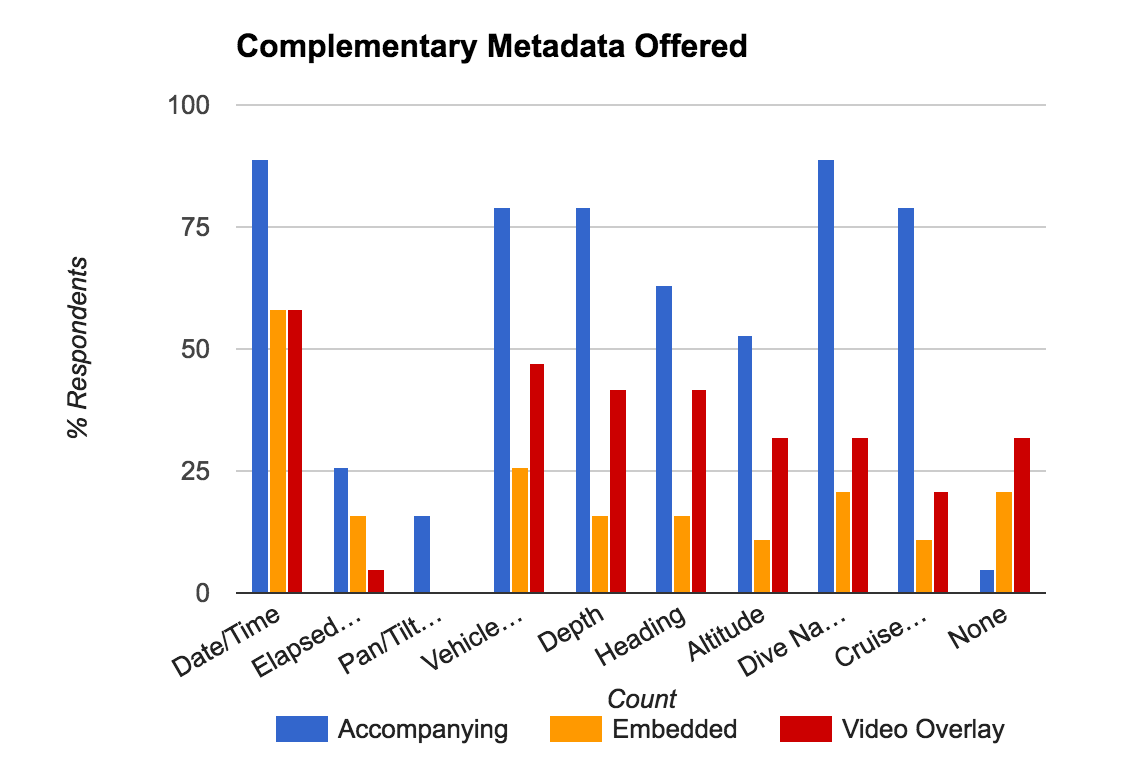 Complementary Metadata Offered
100
75
50
25
0
% Respondents
Date/Time
Elapsed…
Pan/Tilt…
Vehicle…
Depth
Heading
Altitude
Dive Na…
Cruise…
None
Count
Accompanying Embedded Video Overlay